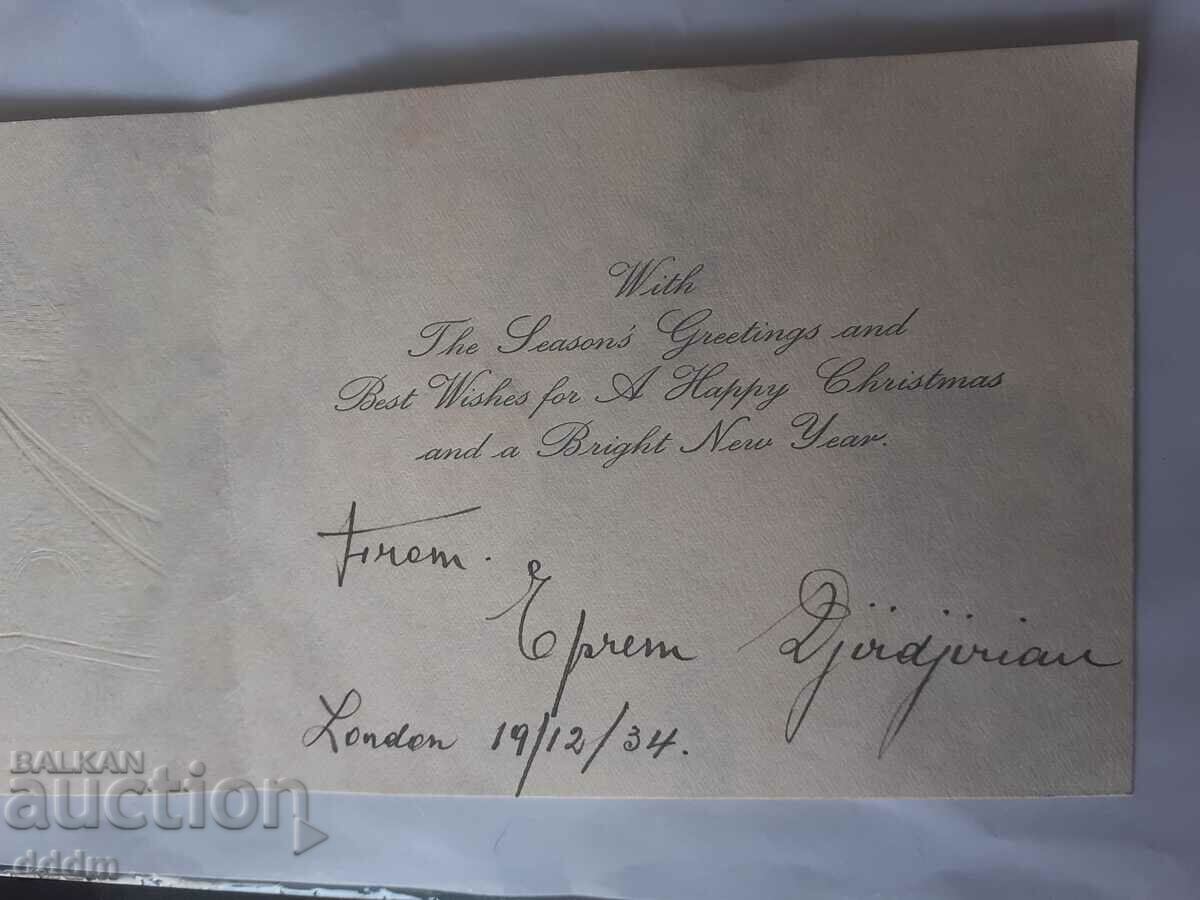 With
The Season's Greetings and
Best Wishes for A Happy Christmas
and a Bright New Year.
From.
Eprem Djirdjirian
London 19/12/34.
BALKAN
auction
dddm